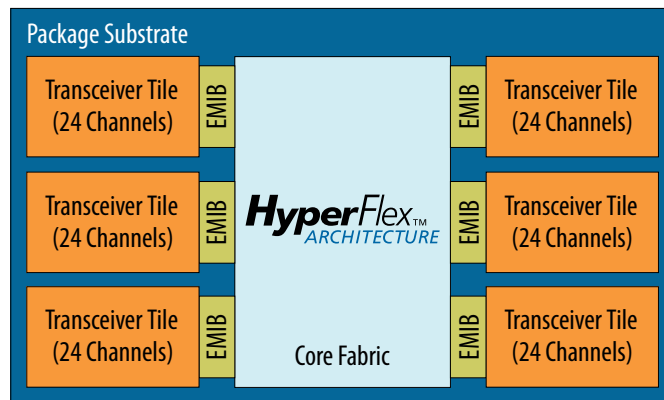 Package Substrate
Transceiver Tile
(24 Channels)
EMIB
EMIB
Transceiver Tile
(24 Channels)
Transceiver Tile
(24 Channels)
EMIB
HyperFlex™
ARCHITECTURE
EMIB
Transceiver Tile
(24 Channels)
Transceiver Tile
(24 Channels)
EMIB
Core Fabric
EMIB
Transceiver Tile
(24 Channels)